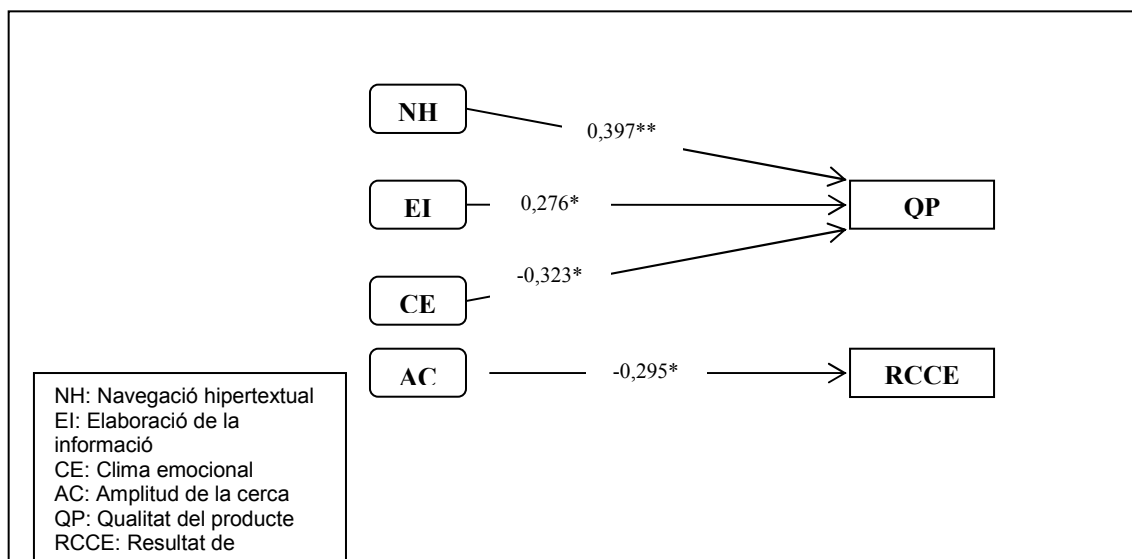 NH
0,397**
EI
0,276*
QP
-0,323*
CE
AC
-0,295*
RCCE
NH: Navegació hipertextual
EI: Elaboració de la
informació
CE: Clima emocional
AC: Amplitud de la cerca
QP: Qualitat del producte
RCCE: Resultat de